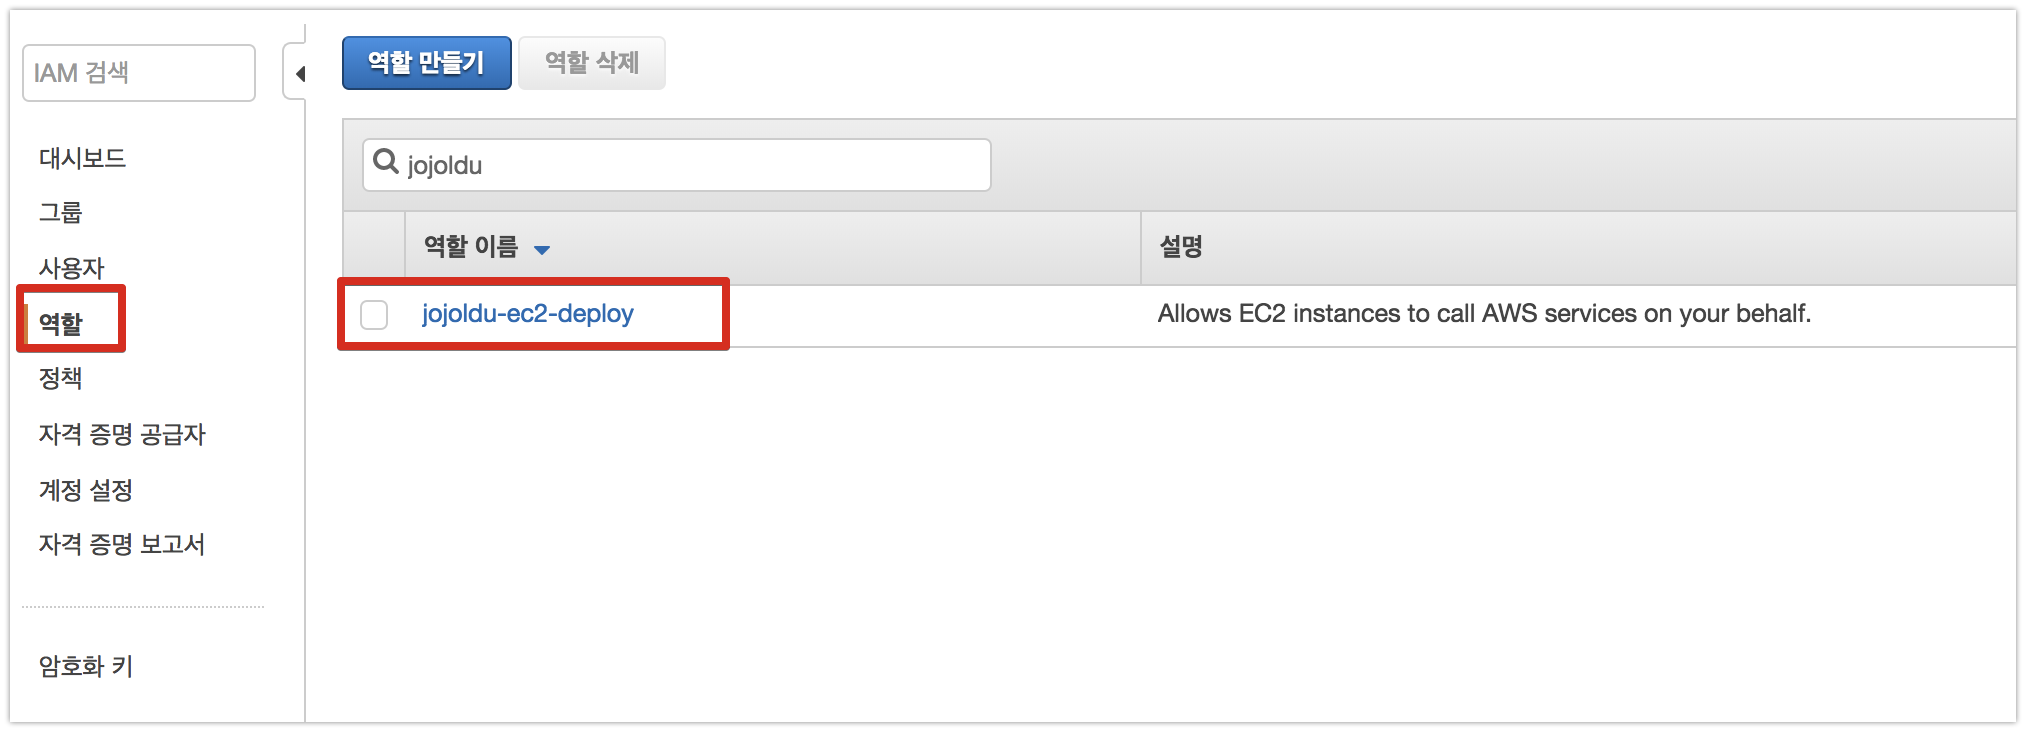 IAM 검색
대시보드
그룹
사용자
역할
정책
자격 증명 공급자
계정 설정
자격 증명 보고서
암호화 키
역할 만들기
역할 삭제
jojoldu
역할 이름
설명
jojoldu-ec2-deploy
Allows EC2 instances to call AWS services on your behalf.